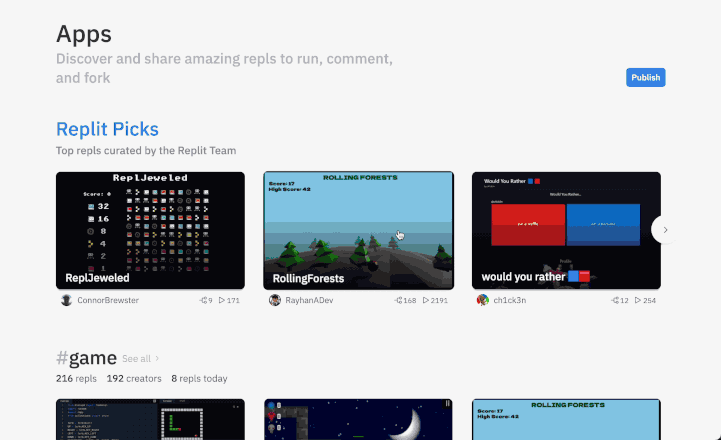 Apps
Discover and share amazing repls to run, comment,
and fork
Publish
Replit Picks
Top repls curated by the Replit Team
ReplJeweled
Score: 0
32
16
8
4
2
1
ReplJeweled
ConnorBrewster
9
171
ROLLING FORESTS
Score: 17
High Score: 42
RollingForests
RayhanADev
168
2191
Would You Rather
Would You Rather...
would you rather
ch1ck3n
12
254
#game
See all >
216 repls 192 creators 8 repls today
ROLLING FORESTS
Score: 17
High Score: 42